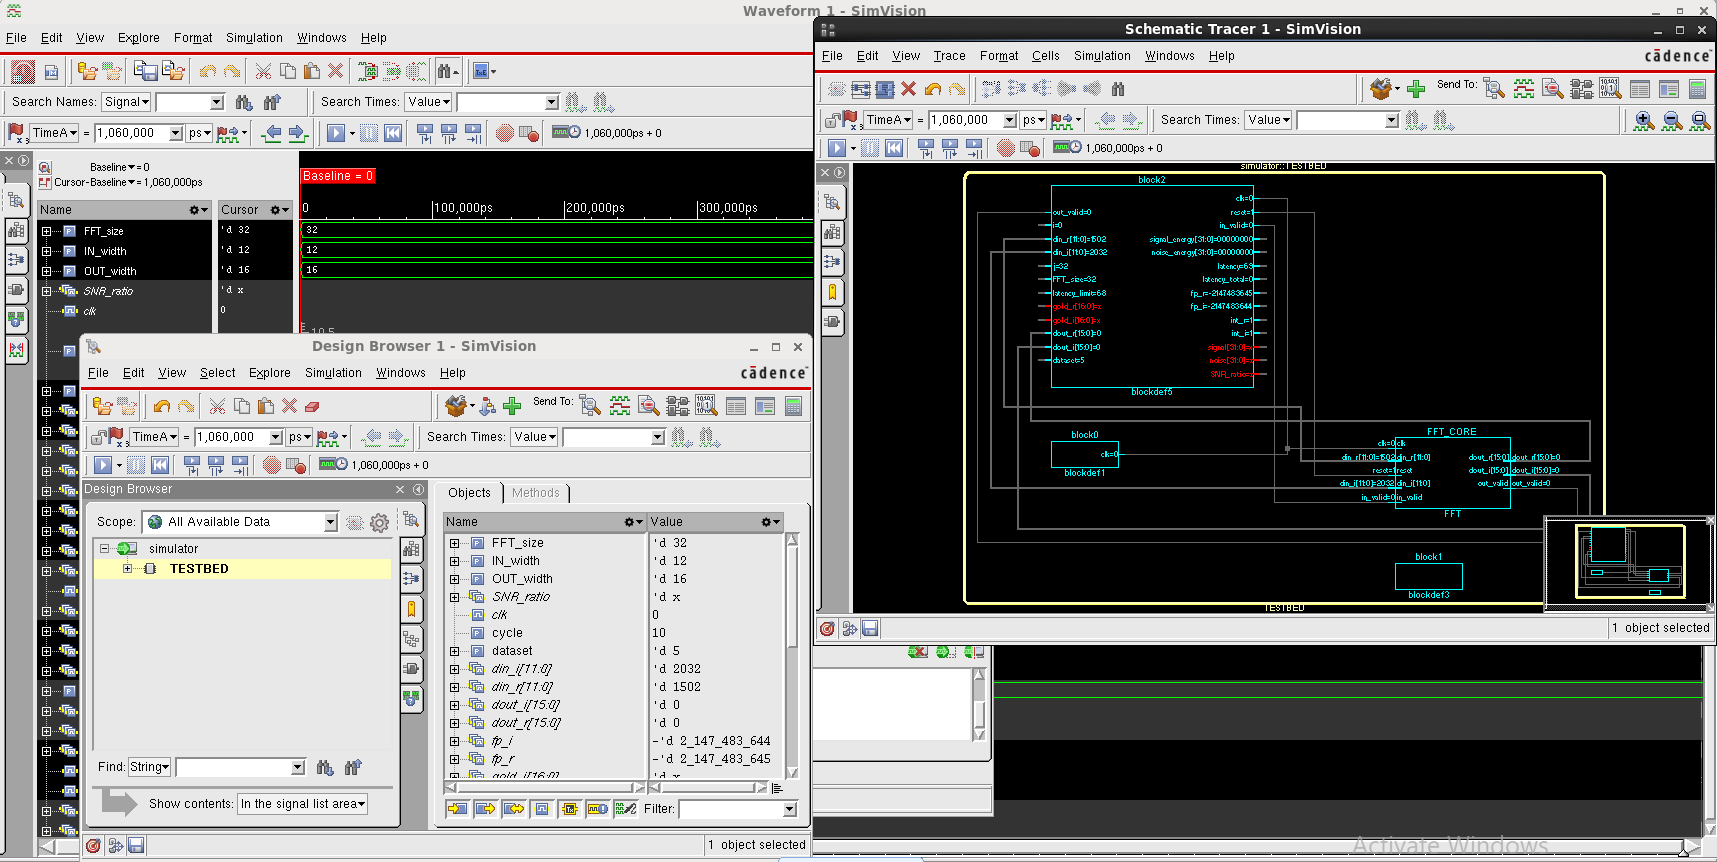 Waveform 1 - SimVision
File Edit View Explore Format Simulation Windows Help
Search Names: Signal Search Times: Value
TimeA = 1,060,000 ps 1,060,000ps + 0
Baseline = 0
Cursor-Baseline = 1,060,000ps
Baseline = 0
Name Cursor 0 100,000ps 200,000ps 300,000ps
FFT_size 'd 32 32
IN_width 'd 12 12
OUT_width 'd 16 16
SNR_ratio 'd x
clk 0
Schematic Tracer 1 - SimVision
File Edit View Trace Format Cells Simulation Windows Help
cādence
Send To:
TimeA = 1,060,000 ps Search Times: Value
1,060,000ps + 0
simulator::TESTBED
block2
clk=0
out_valid=0 reset=1
i=0 in_valid=0
din_r[11:0]=1502 signal_energy[31:0]=00000000
din_i[11:0]=2032 noise_energy[31:0]=00000000
j=32 latency=63
FFT_size=32 latency_total=0
latency_limit=68 fp_r=-2147483645
gold_r[16:0]=x fp_i=-2147483644
gold_i[16:0]=x int_r=1
dout_r[15:0]=0 int_i=1
dout_i[15:0]=0 signal[31:0]=x
dataset=5 noise[31:0]=x
SNR_ratio=x
blockdef5
block0
clk=0
blockdef1
FFT_CORE
clk=0 clk
din_r[11:0]=1502 din_r[11:0] dout_r[15:0] dout_r[15:0]=0
reset=1 reset dout_i[15:0] dout_i[15:0]=0
din_i[11:0]=2032 din_i[11:0] out_valid out_valid=0
in_valid=0 in_valid
FFT
block1
blockdef3
TESTBED
1 object selected
Design Browser 1 - SimVision
File Edit View Select Explore Simulation Windows Help
cādence
Send To:
TimeA = 1,060,000 ps Search Times: Value
1,060,000ps + 0
Design Browser
Scope: All Available Data
simulator
TESTBED
Find: String
Show contents: In the signal list area
Objects Methods
Name Value
FFT_size 'd 32
IN_width 'd 12
OUT_width 'd 16
SNR_ratio 'd x
clk 0
cycle 10
dataset 'd 5
din_i[11:0] 'd 2032
din_r[11:0] 'd 1502
dout_i[15:0] 'd 0
dout_r[15:0] 'd 0
fp_i -'d 2_147_483_644
fp_r -'d 2_147_483_645
gold_i[16:0] 'd x
Filter:
1 object selected
Activate Windows